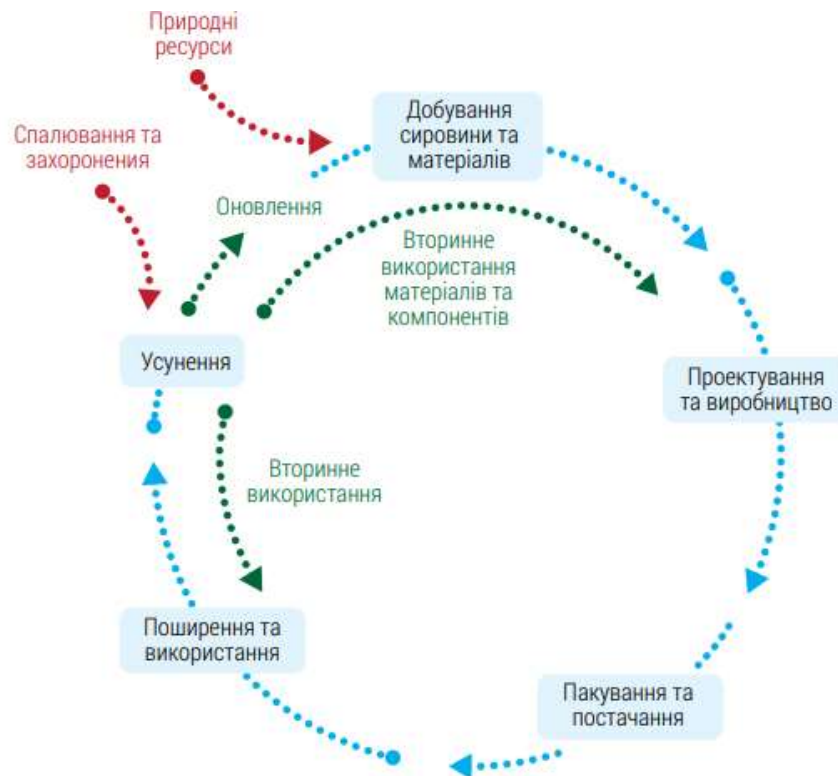 Природні
ресурси
Добування
сировини та
матеріалів
Спалювання та
захоронення
Оновлення
Вторинне
використання
матеріалів та
компонентів
Усунення
Проектування
та виробництво
Вторинне
використання
Поширення та
використання
Пакування та
постачання